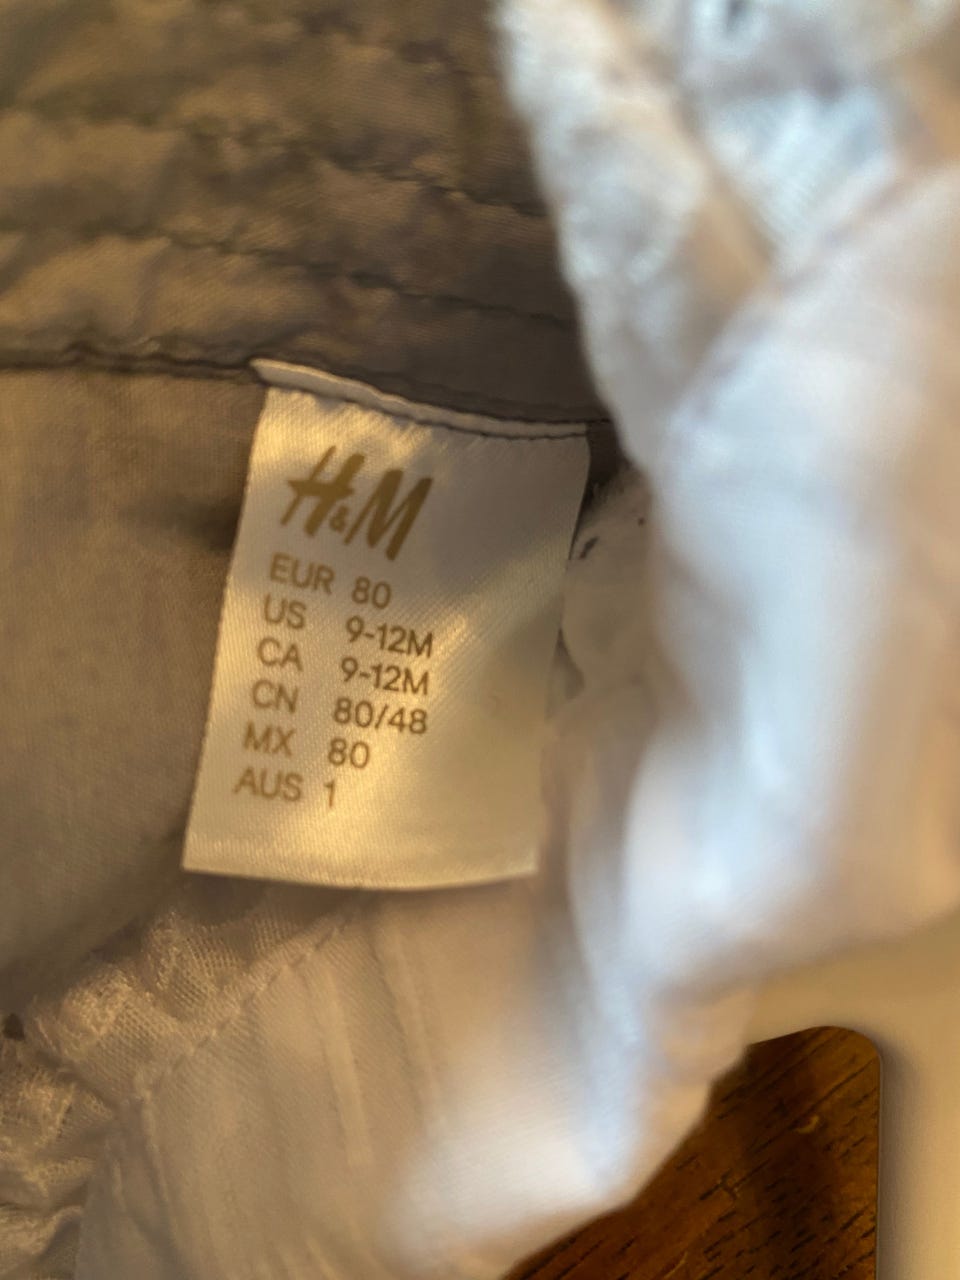 H&M
EUR 80
US 9-12M
CA 9-12M
CN 80/48
MX 80
AUS 1